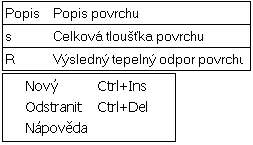 Popis Popis povrchu
s Celková tloušťka povrchu
R Výsledný tepelný odpor povrchu
Nový Ctrl+Ins
Odstranit Ctrl+Del
Nápověda